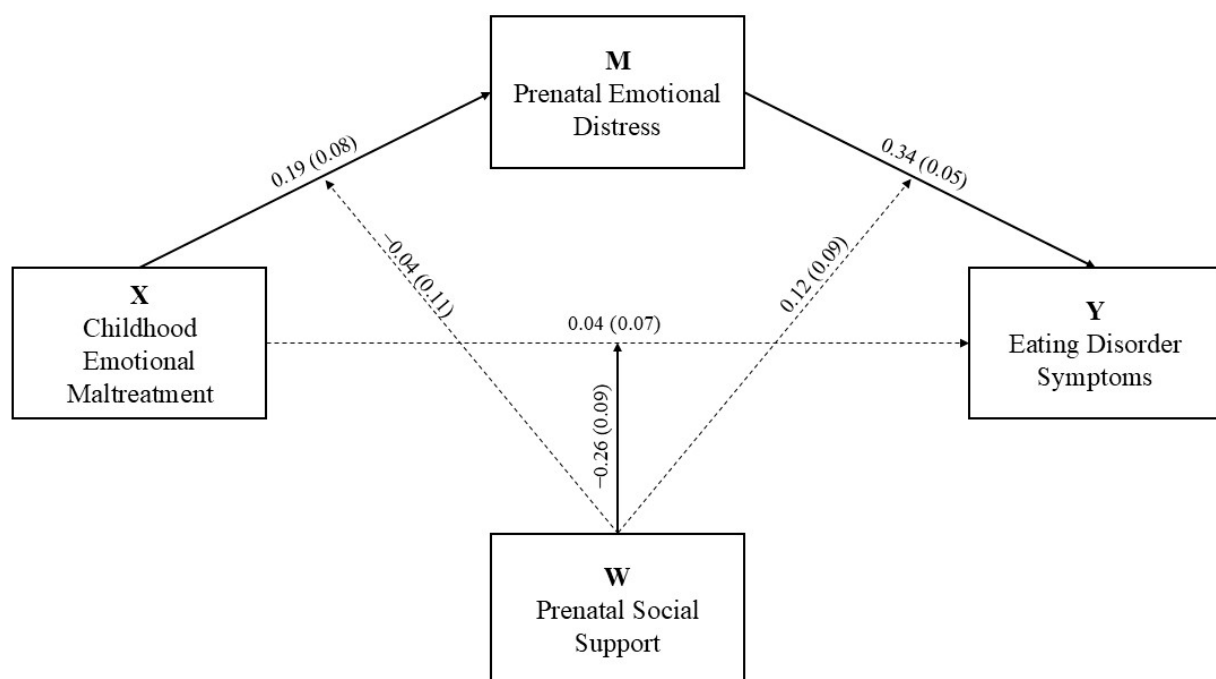 M
Prenatal Emotional
Distress
0.19 (0.08)
0.34 (0.05)
−0.04 (0.11)
0.12 (0.09)
X
Childhood
Emotional
Maltreatment
0.04 (0.07)
Y
Eating Disorder
Symptoms
−0.26 (0.09)
W
Prenatal Social
Support